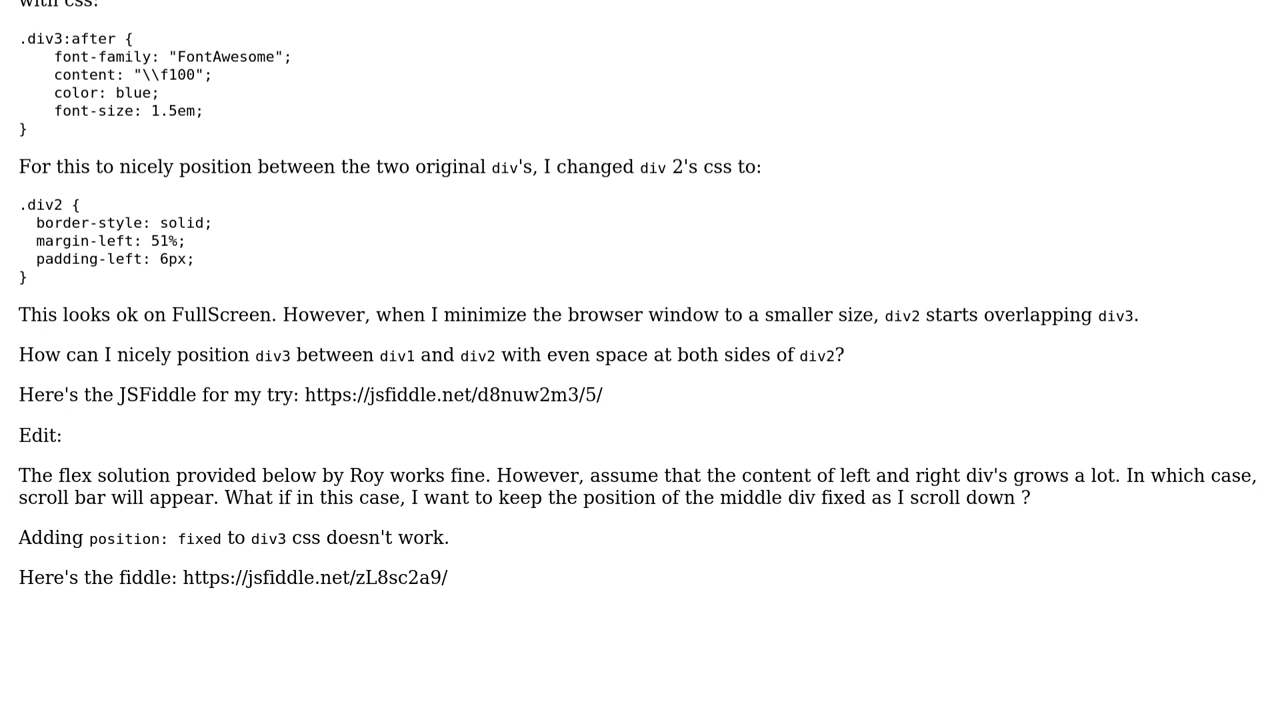 with css:
.div3:after {
    font-family: "FontAwesome";
    content: "\\f100";
    color: blue;
    font-size: 1.5em;
}
For this to nicely position between the two original div's, I changed div 2's css to:
.div2 {
  border-style: solid;
  margin-left: 51%;
  padding-left: 6px;
}
This looks ok on FullScreen. However, when I minimize the browser window to a smaller size, div2 starts overlapping div3.
How can I nicely position div3 between div1 and div2 with even space at both sides of div2?
Here's the JSFiddle for my try: https://jsfiddle.net/d8nuw2m3/5/
Edit:
The flex solution provided below by Roy works fine. However, assume that the content of left and right div's grows a lot. In which case,
scroll bar will appear. What if in this case, I want to keep the position of the middle div fixed as I scroll down ?
Adding position: fixed to div3 css doesn't work.
Here's the fiddle: https://jsfiddle.net/zL8sc2a9/